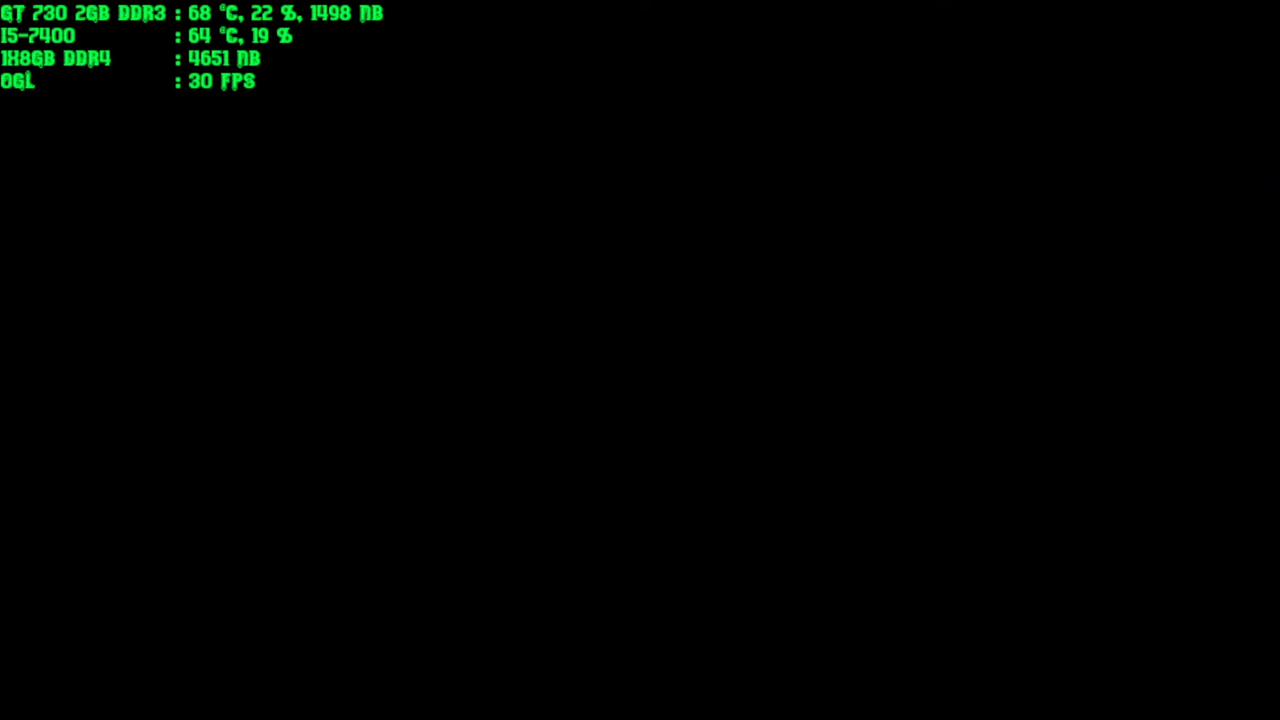 GT 730 2GB DDR3 : 68 °C, 22 %, 1498 MB
I5-7400 : 64 °C, 19 %
1X8GB DDR4 : 4651 MB
OGL : 30 FPS